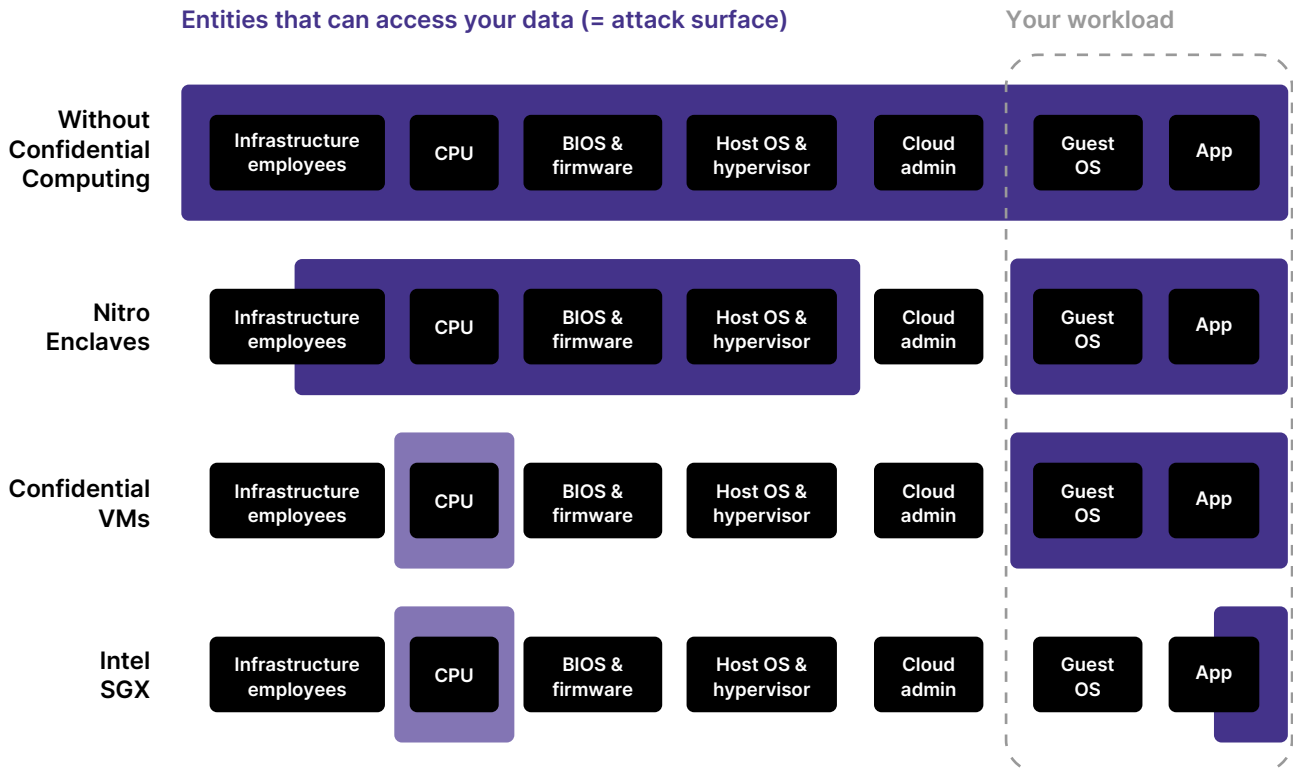 Entities that can access your data (= attack surface)
Your workload
Without
Confidential
Computing
Infrastructure
employees
CPU
BIOS &
firmware
Host OS &
hypervisor
Cloud
admin
Guest
OS
App
Nitro
Enclaves
Infrastructure
employees
CPU
BIOS &
firmware
Host OS &
hypervisor
Cloud
admin
Guest
OS
App
Confidential
VMs
Infrastructure
employees
CPU
BIOS &
firmware
Host OS &
hypervisor
Cloud
admin
Guest
OS
App
Intel
SGX
Infrastructure
employees
CPU
BIOS &
firmware
Host OS &
hypervisor
Cloud
admin
Guest
OS
App